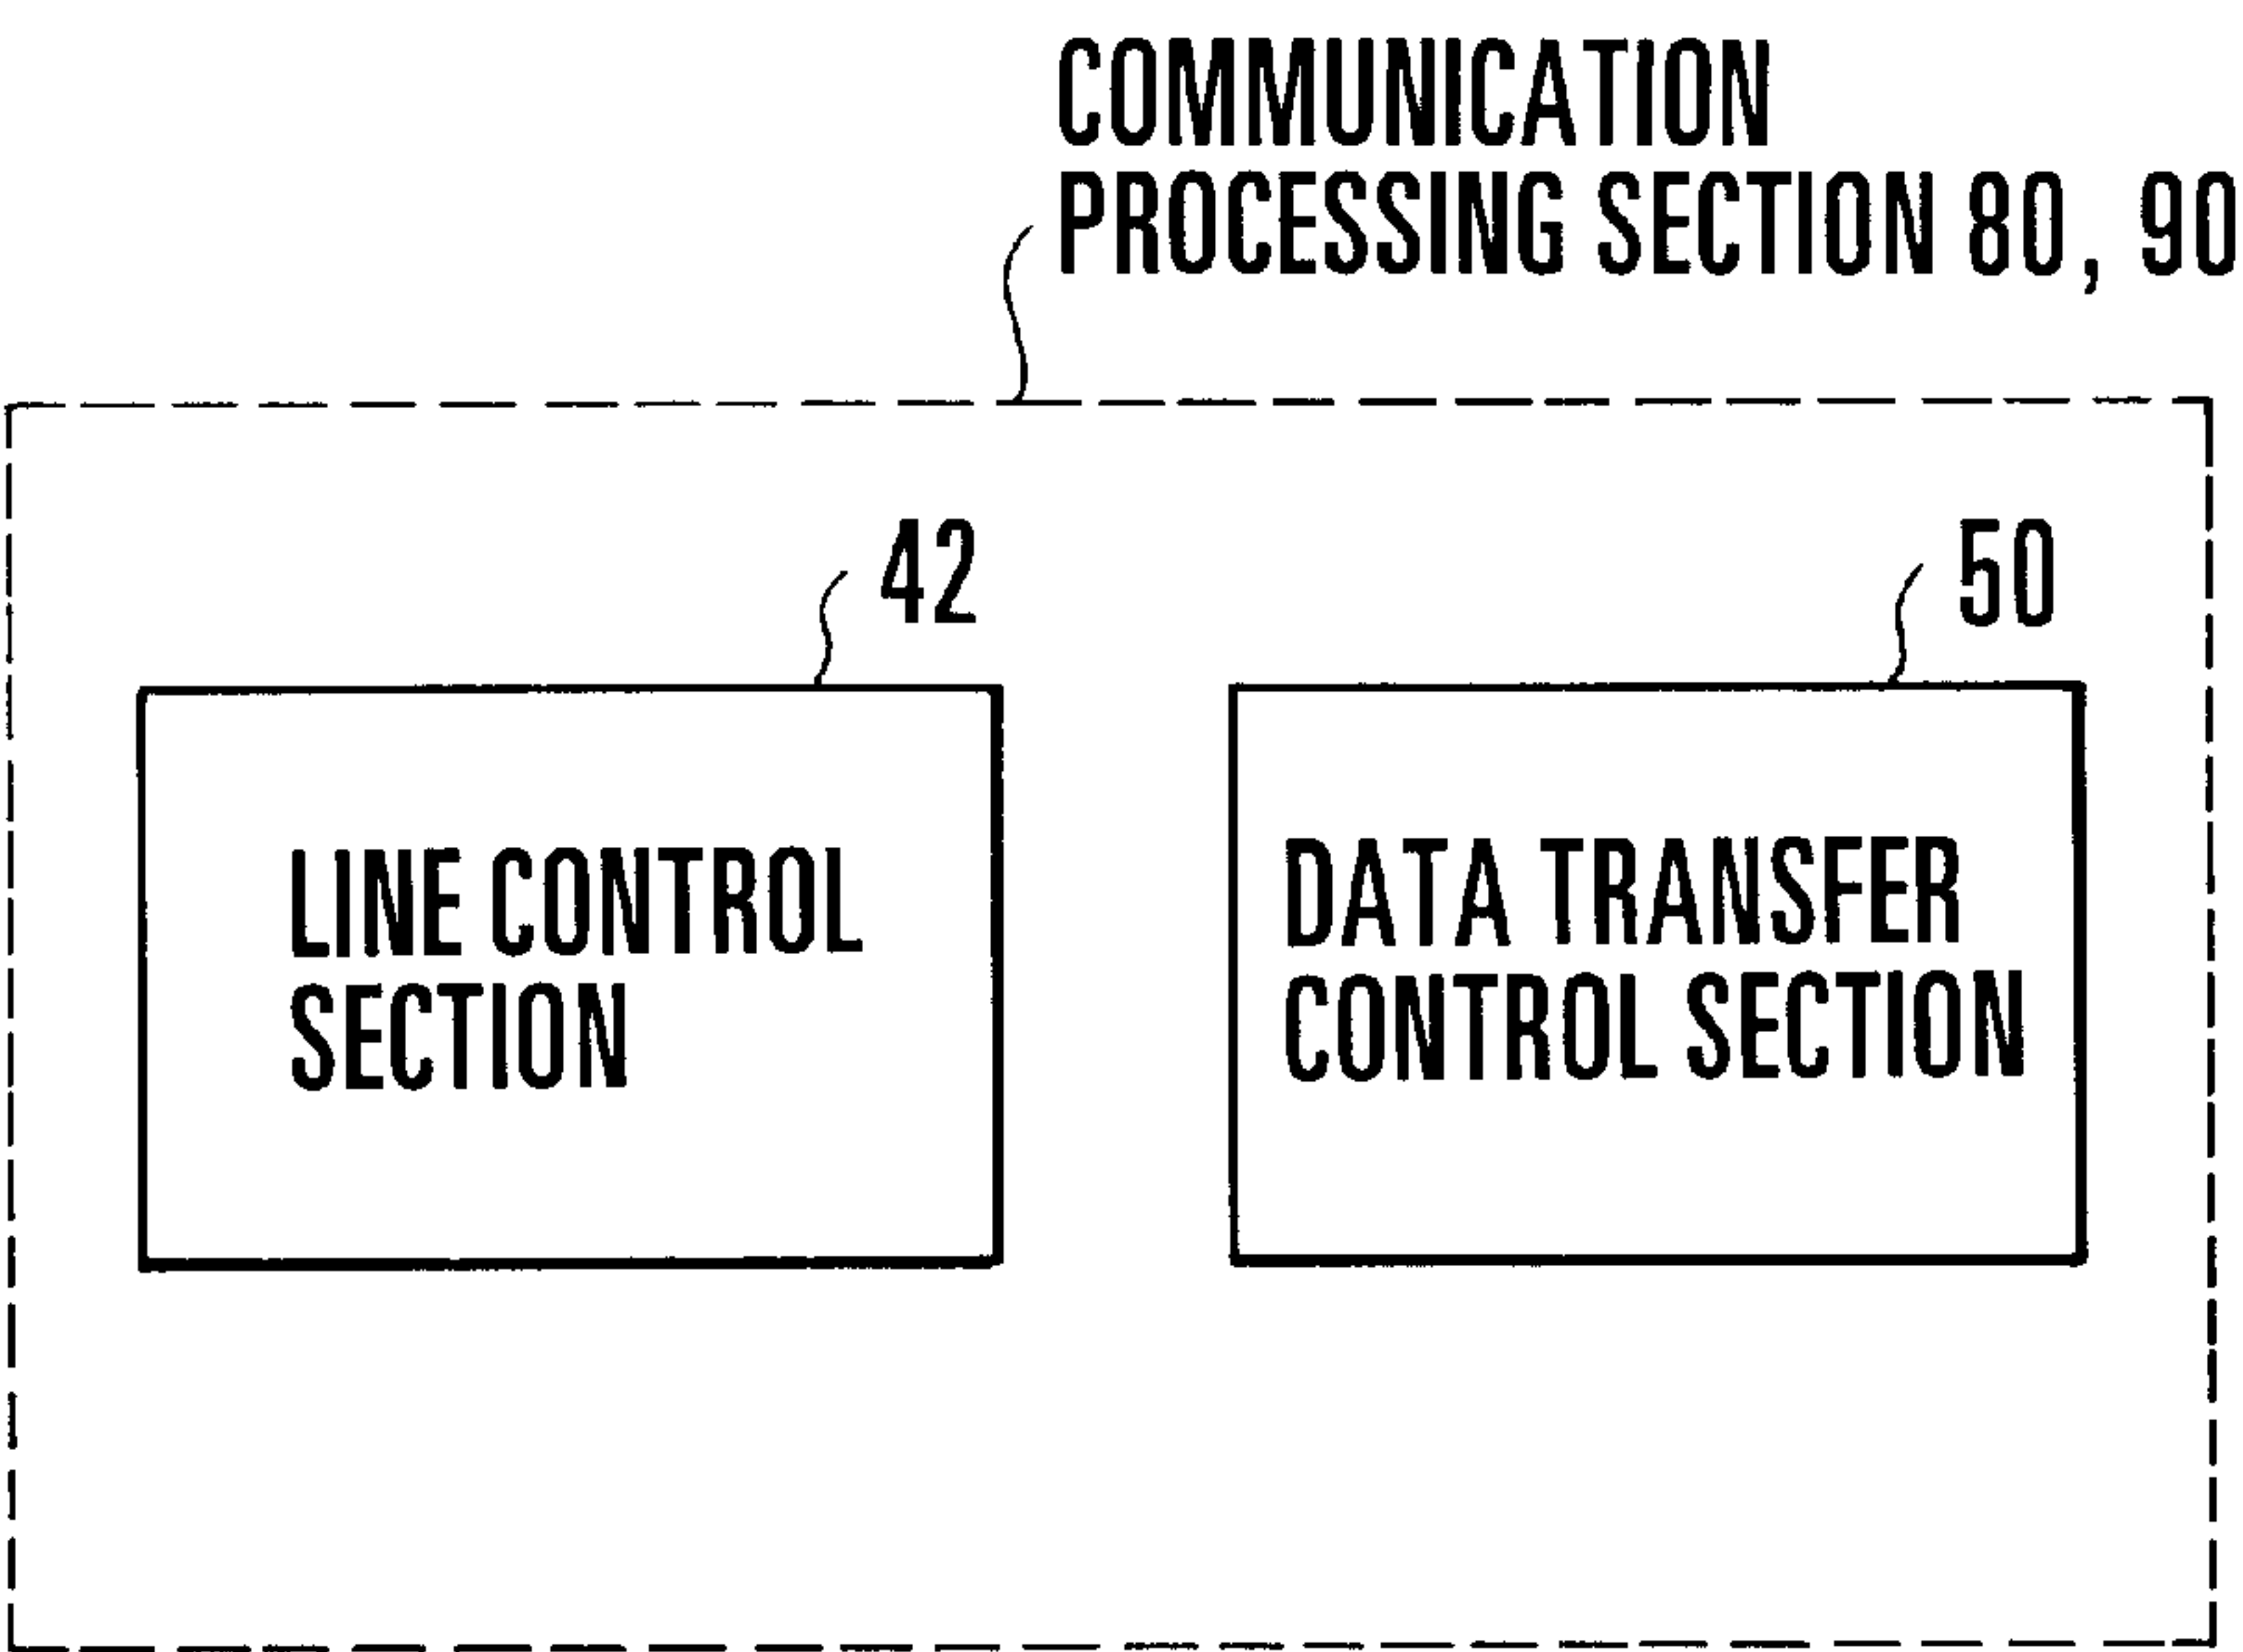 COMMUNICATION
PROCESSING SECTION 80, 90
42
50
LINE CONTROL
SECTION
DATA TRANSFER
CONTROL SECTION